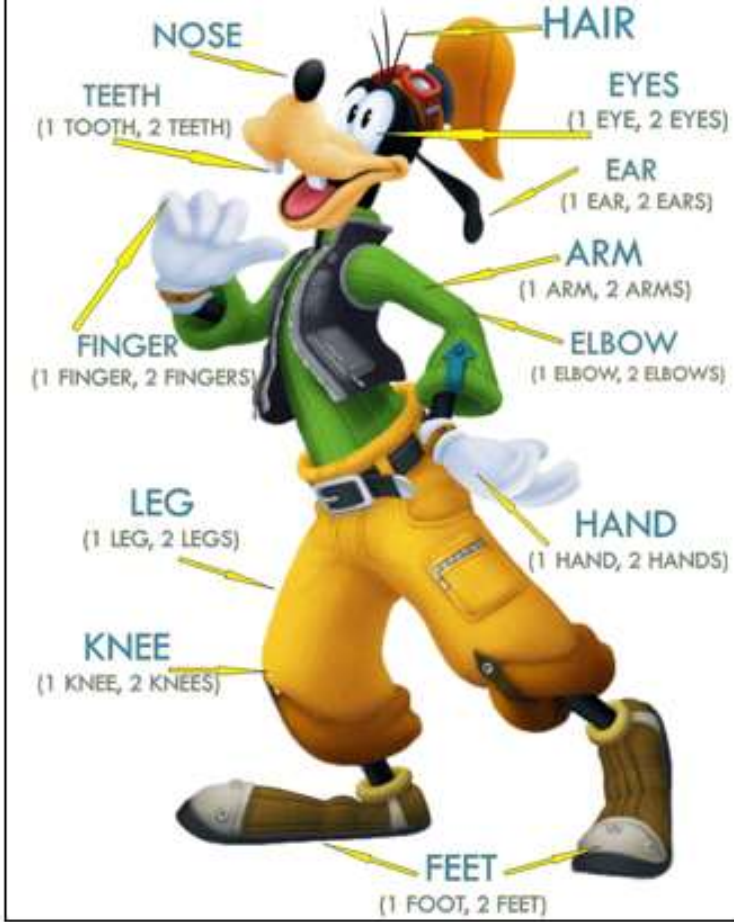 HAIR
NOSE
TEETH
(1 TOOTH, 2 TEETH)
EYES
(1 EYE, 2 EYES)
EAR
(1 EAR, 2 EARS)
ARM
(1 ARM, 2 ARMS)
FINGER
(1 FINGER, 2 FINGERS)
ELBOW
(1 ELBOW, 2 ELBOWS)
LEG
(1 LEG, 2 LEGS)
HAND
(1 HAND, 2 HANDS)
KNEE
(1 KNEE, 2 KNEES)
FEET
(1 FOOT, 2 FEET)